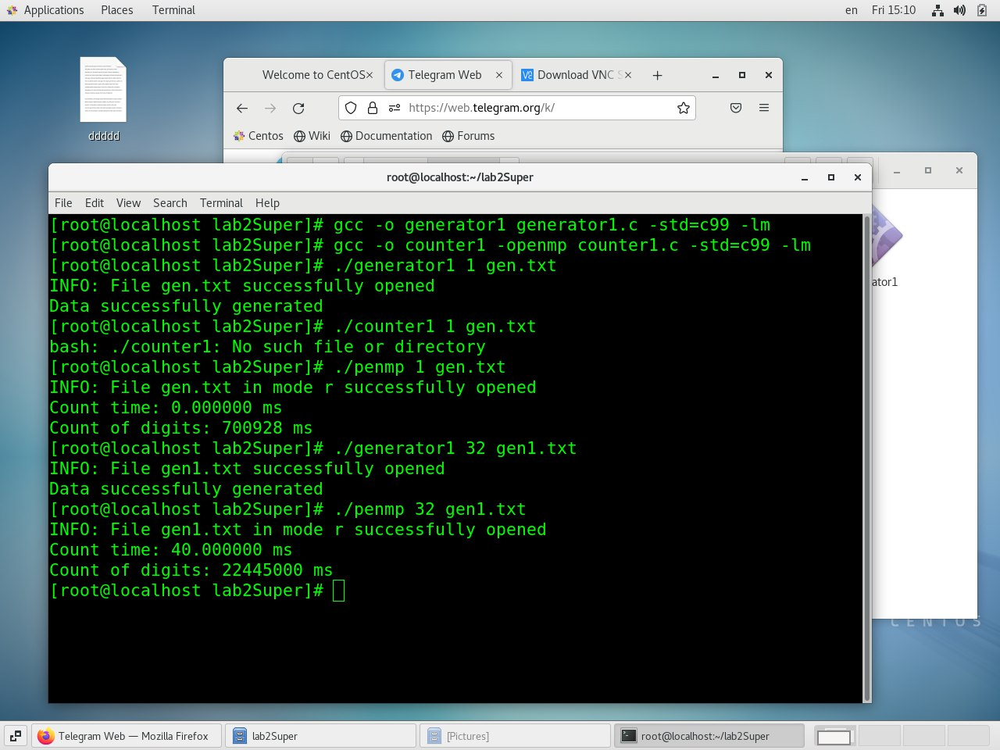 Applications Places Terminal en Fri 15:10
ddddd
Welcome to CentOS Telegram Web Download VNC
https://web.telegram.org/k/
Centos Wiki Documentation Forums
root@localhost:~/lab2Super
File Edit View Search Terminal Help
[root@localhost lab2Super]# gcc -o generator1 generator1.c -std=c99 -lm
[root@localhost lab2Super]# gcc -o counter1 -openmp counter1.c -std=c99 -lm
[root@localhost lab2Super]# ./generator1 1 gen.txt
INFO: File gen.txt successfully opened
Data successfully generated
[root@localhost lab2Super]# ./counter1 1 gen.txt
bash: ./counter1: No such file or directory
[root@localhost lab2Super]# ./penmp 1 gen.txt
INFO: File gen.txt in mode r successfully opened
Count time: 0.000000 ms
Count of digits: 700928 ms
[root@localhost lab2Super]# ./generator1 32 gen1.txt
INFO: File gen1.txt successfully opened
Data successfully generated
[root@localhost lab2Super]# ./penmp 32 gen1.txt
INFO: File gen1.txt in mode r successfully opened
Count time: 40.000000 ms
Count of digits: 22445000 ms
[root@localhost lab2Super]#
ator1
CENTOS
Telegram Web — Mozilla Firefox lab2Super [Pictures] root@localhost:~/lab2Super